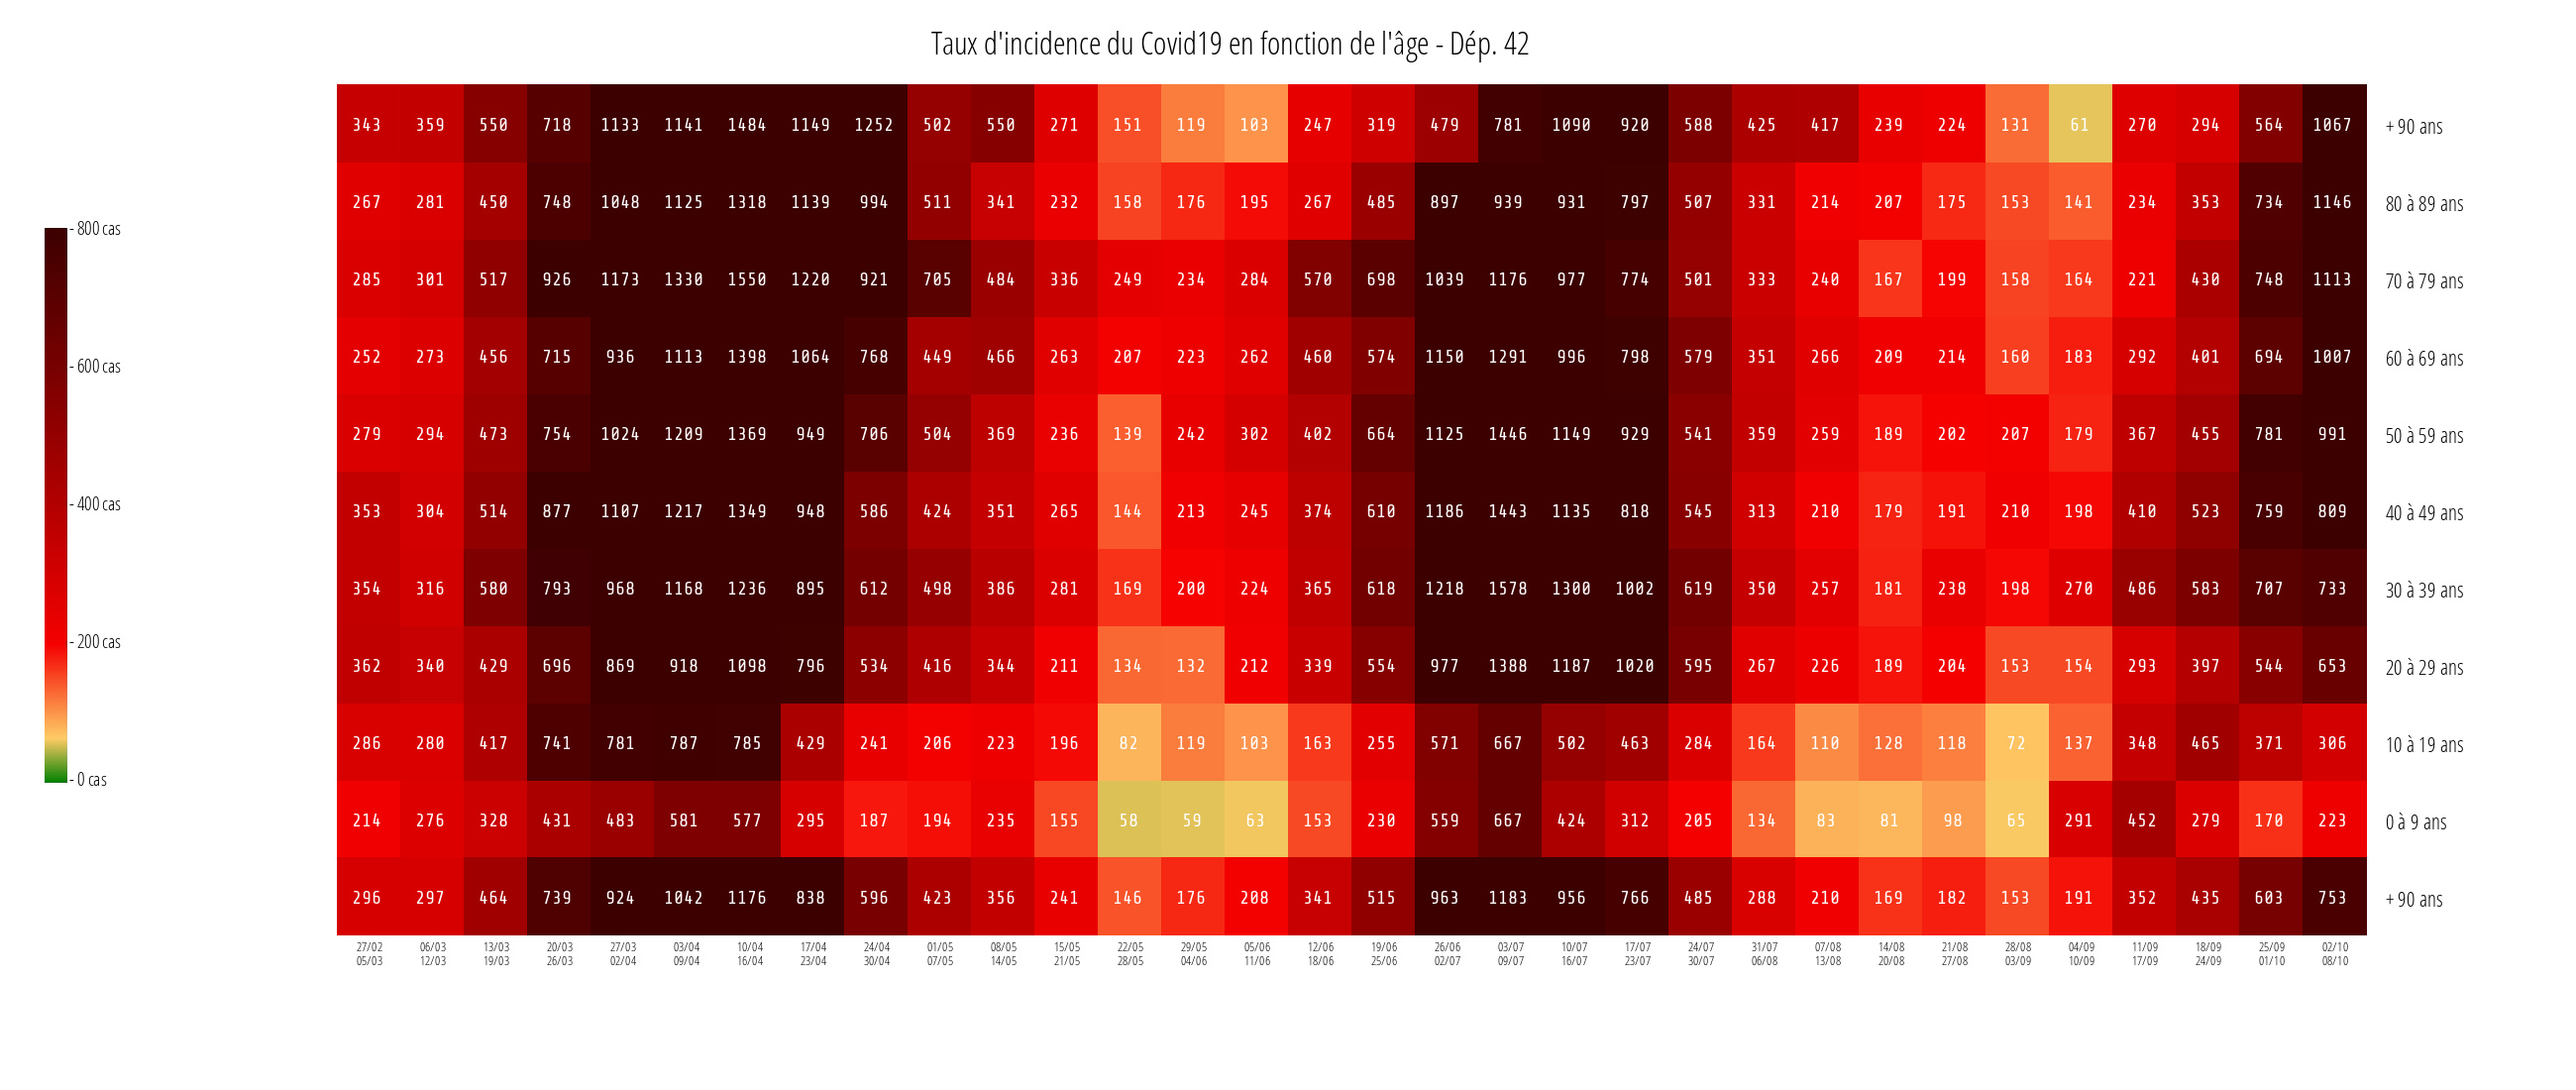 Taux d'incidence du Covid19 en fonction de l'âge - Dép. 42
- 800 cas
- 600 cas
- 400 cas
- 200 cas
- 0 cas
343 359 550 718 1133 1141 1484 1149 1252 502 550 271 151 119 103 247 319 479 781 1090 920 588 425 417 239 224 131 61 270 294 564 1067 + 90 ans
267 281 450 748 1048 1125 1318 1139 994 511 341 232 158 176 195 267 485 897 939 931 797 507 331 214 207 175 153 141 234 353 734 1146 80 à 89 ans
285 301 517 926 1173 1330 1550 1220 921 705 484 336 249 234 284 570 698 1039 1176 977 774 501 333 240 167 199 158 164 221 430 748 1113 70 à 79 ans
252 273 456 715 936 1113 1398 1064 768 449 466 263 207 223 262 460 574 1150 1291 996 798 579 351 266 209 214 160 183 292 401 694 1007 60 à 69 ans
279 294 473 754 1024 1209 1369 949 706 504 369 236 139 242 302 402 664 1125 1446 1149 929 541 359 259 189 202 207 179 367 455 781 991 50 à 59 ans
353 304 514 877 1107 1217 1349 948 586 424 351 265 144 213 245 374 610 1186 1443 1135 818 545 313 210 179 191 210 198 410 523 759 809 40 à 49 ans
354 316 580 793 968 1168 1236 895 612 498 386 281 169 200 224 365 618 1218 1578 1300 1002 619 350 257 181 238 198 270 486 583 707 733 30 à 39 ans
362 340 429 696 869 918 1098 796 534 416 344 211 134 132 212 339 554 977 1388 1187 1020 595 267 226 189 204 153 154 293 397 544 653 20 à 29 ans
286 280 417 741 781 787 785 429 241 206 223 196 82 119 103 163 255 571 667 502 463 284 164 110 128 118 72 137 348 465 371 306 10 à 19 ans
214 276 328 431 483 581 577 295 187 194 235 155 58 59 63 153 230 559 667 424 312 205 134 83 81 98 65 291 452 279 170 223 0 à 9 ans
296 297 464 739 924 1042 1176 838 596 423 356 241 146 176 208 341 515 963 1183 956 766 485 288 210 169 182 153 191 352 435 603 753 + 90 ans
27/02 06/03 13/03 20/03 27/03 03/04 10/04 17/04 24/04 01/05 08/05 15/05 22/05 29/05 05/06 12/06 19/06 26/06 03/07 10/07 17/07 24/07 31/07 07/08 14/08 21/08 28/08 04/09 11/09 18/09 25/09 02/10
05/03 12/03 19/03 26/03 02/04 09/04 16/04 23/04 30/04 07/05 14/05 21/05 28/05 04/06 11/06 18/06 25/06 02/07 09/07 16/07 23/07 30/07 06/08 13/08 20/08 27/08 03/09 10/09 17/09 24/09 01/10 08/10